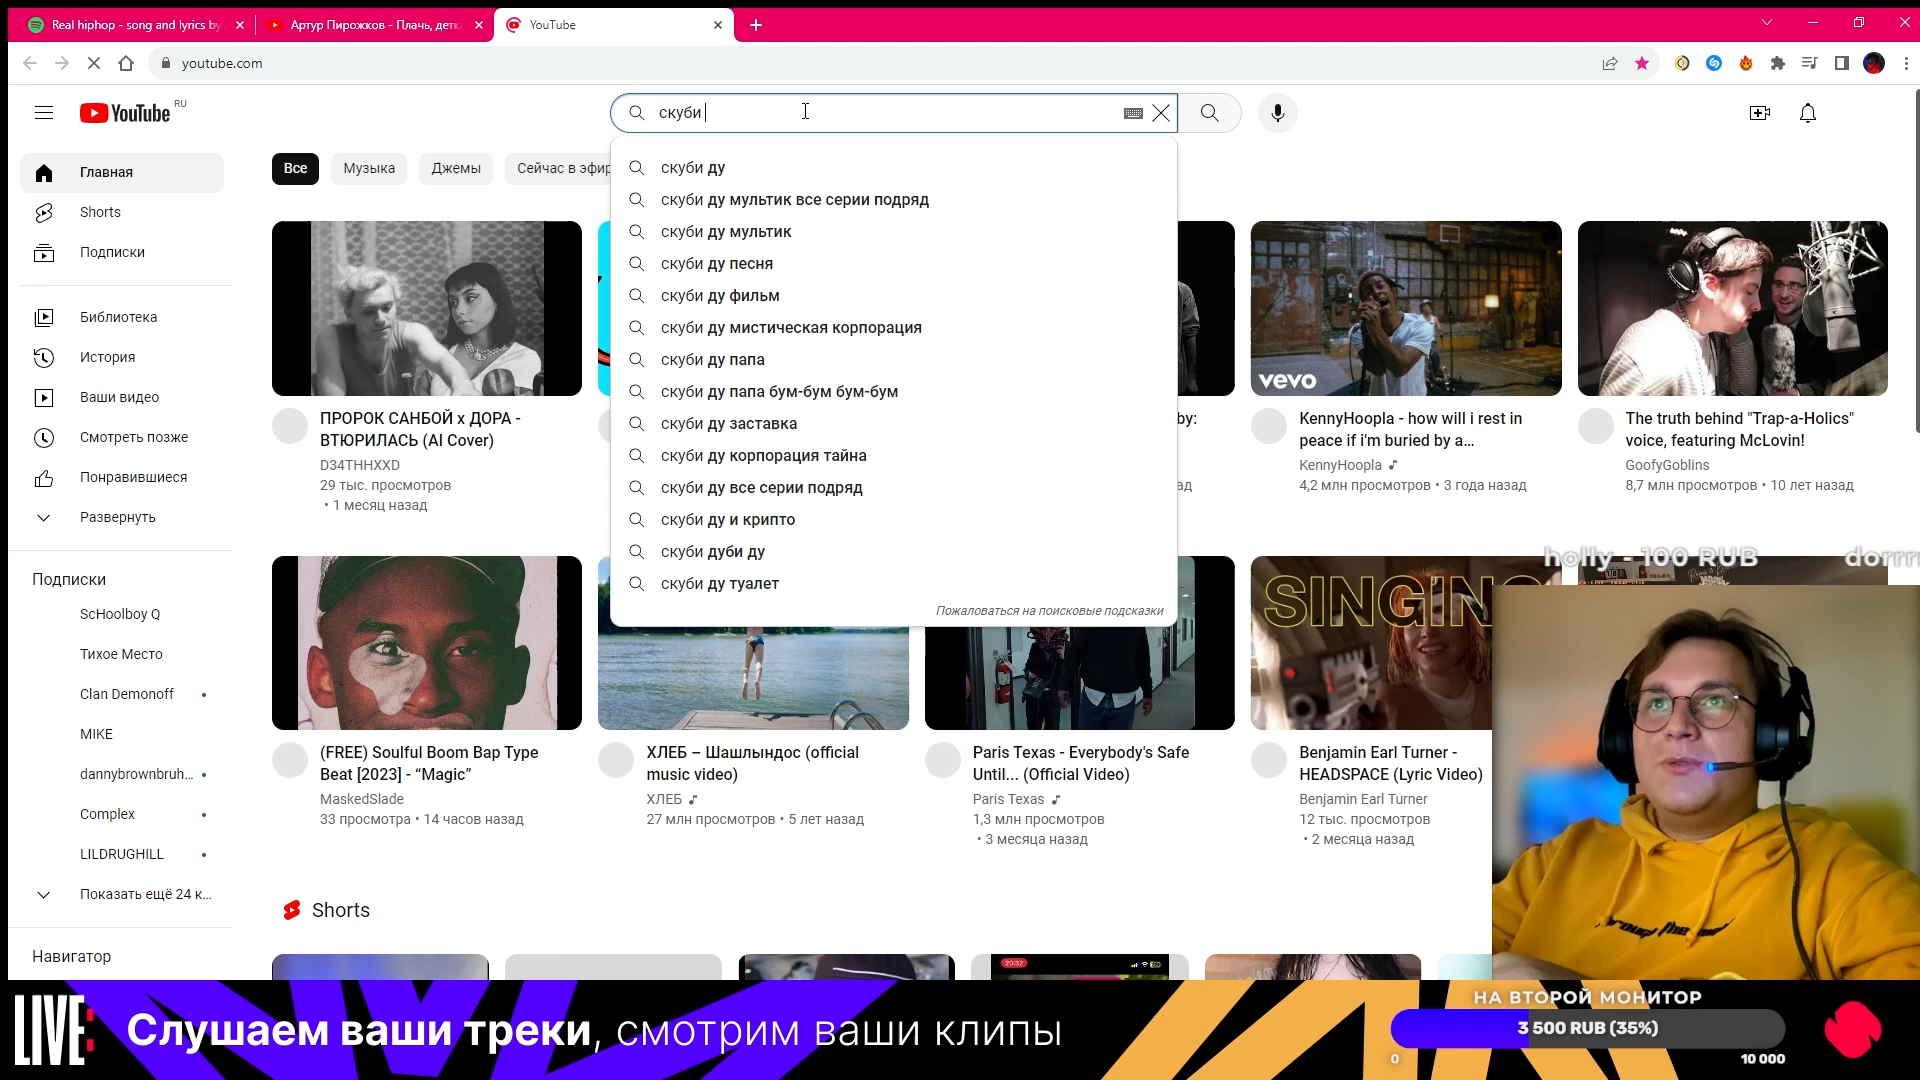 Real hiphop - song and lyrics by
Артур Пирожков - Плачь, детк
YouTube
youtube.com
YouTube RU
скуби
скуби ду
скуби ду мультик все серии подряд
скуби ду мультик
скуби ду песня
скуби ду фильм
скуби ду мистическая корпорация
скуби ду папа
скуби ду папа бум-бум бум-бум
скуби ду заставка
скуби ду корпорация тайна
скуби ду все серии подряд
скуби ду и крипто
скуби дуби ду
скуби ду туалет
Пожаловаться на поисковые подсказки
Главная
Shorts
Подписки
Библиотека
История
Ваши видео
Смотреть позже
Понравившиеся
Развернуть
Подписки
ScHoolboy Q
Тихое Место
Clan Demonoff
MIKE
dannybrownbruh...
Complex
LILDRUGHILL
Показать ещё 24 к...
Навигатор
Все
Музыка
Джемы
Сейчас в эфир
ПРОРОК САНБОЙ x ДОРА -
ВТЮРИЛАСЬ (AI Cover)
D34THHXXD
29 тыс. просмотров
• 1 месяц назад
by:
ад
vevo
KennyHoopla - how will i rest in
peace if i'm buried by a...
KennyHoopla
4,2 млн просмотров • 3 года назад
The truth behind "Trap-a-Holics"
voice, featuring McLovin!
GoofyGoblins
8,7 млн просмотров • 10 лет назад
holly - 100 RUB
dorrr
(FREE) Soulful Boom Bap Type
Beat [2023] - “Magic”
MaskedSlade
33 просмотра • 14 часов назад
ХЛЕБ – Шашлындос (official
music video)
ХЛЕБ
27 млн просмотров • 5 лет назад
Paris Texas - Everybody's Safe
Until... (Official Video)
Paris Texas
1,3 млн просмотров
• 3 месяца назад
SINGING
Benjamin Earl Turner -
HEADSPACE (Lyric Video)
Benjamin Earl Turner
12 тыс. просмотров
• 2 месяца назад
Shorts
20:32
LIVE:
Слушаем ваши треки, смотрим ваши клипы
НА ВТОРОЙ МОНИТОР
3 500 RUB (35%)
0
10 000